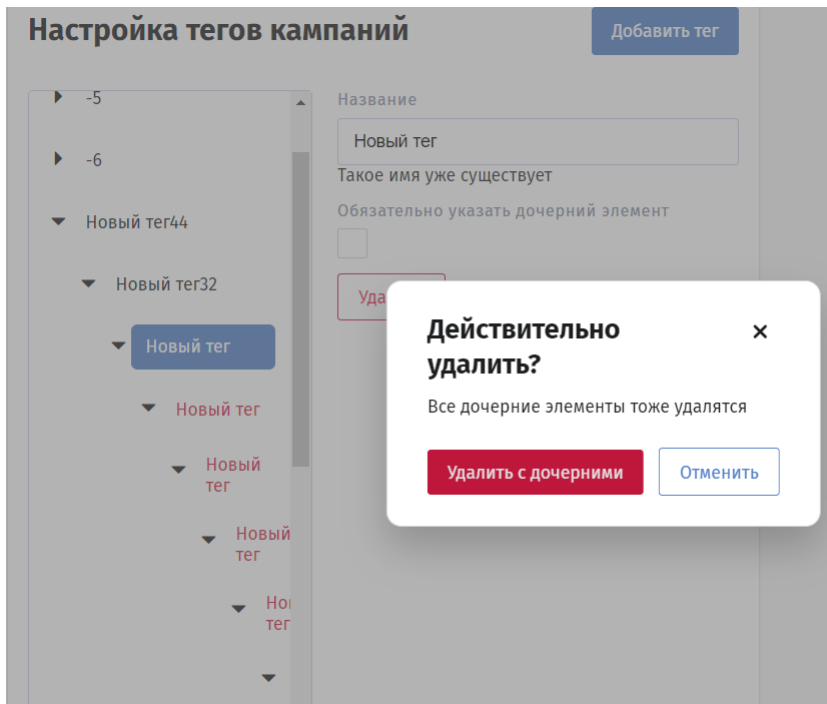 Настройка тегов кампаний
Добавить тег
-5
-6
Новый тег44
Новый тег32
Новый тег
Новый тег
Новый
тег
Новый
тег
тег
Название
Новый тег
Такое имя уже существует
Обязательно указать дочерний элемент
Действительно
удалить?
Все дочерние элементы тоже удалятся
Удалить с дочерними
Отменить